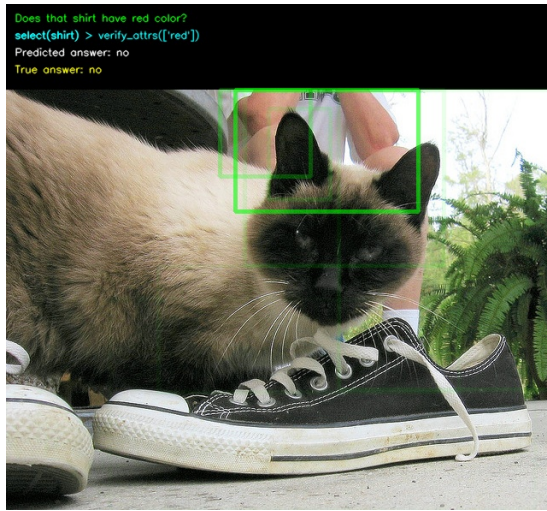 Does that shirt have red color?
select(shirt) > verify_attrs(['red'])
Predicted answer: no
True answer: no